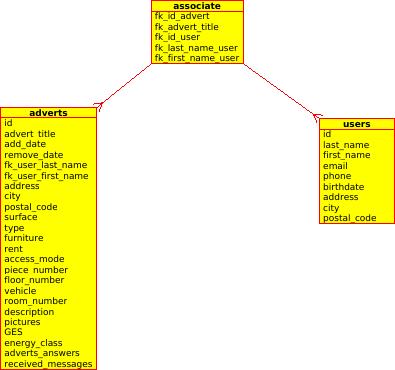 associate
fk_id_advert
fk_advert_title
fk_id_user
fk_last_name_user
fk_first_name_user
adverts
id
advert_title
add_date
remove_date
fk_user_last_name
fk_user_first_name
address
city
postal_code
surface
type
furniture
rent
access_mode
piece_number
floor_number
vehicle
room_number
description
pictures
GES
energy_class
adverts_answers
received_messages
users
id
last_name
first_name
email
phone
birthdate
address
city
postal_code